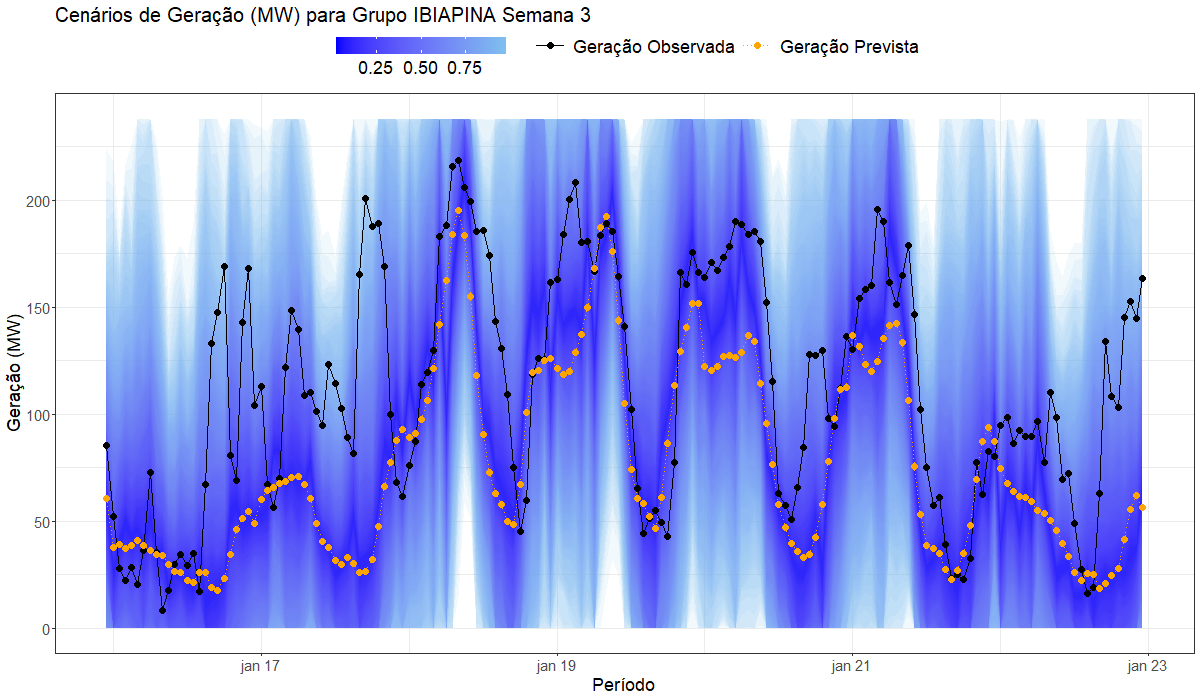 Cenários de Geração (MW) para Grupo IBIAPINA Semana 3
0.25 0.50 0.75
Geração Observada
Geração Prevista
Geração (MW)
200
150
100
50
0
jan 17
jan 19
jan 21
jan 23
Período